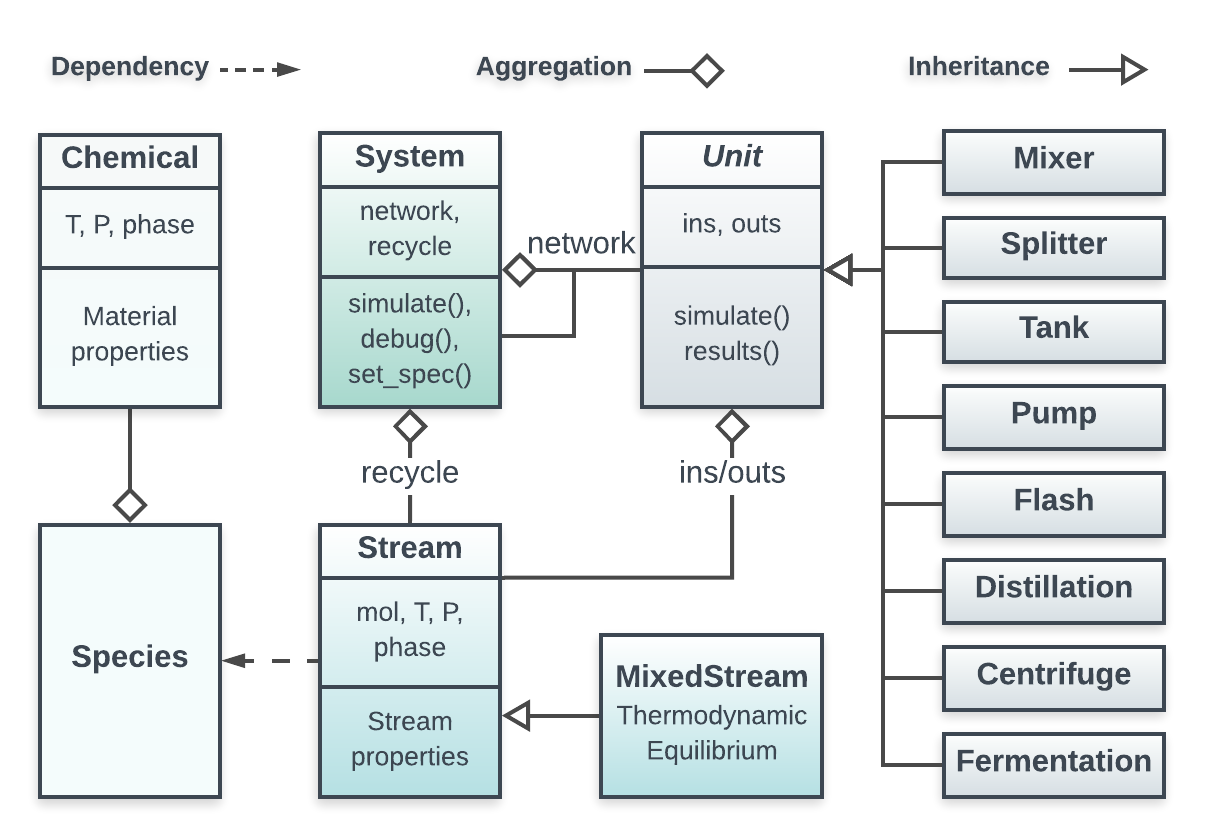 Dependency
Aggregation
Inheritance
Chemical
T, P, phase
Material
properties
System
network,
recycle
simulate(),
debug(),
set_spec()
network
Unit
ins, outs
simulate()
results()
Mixer
Splitter
Tank
Pump
Flash
Distillation
Centrifuge
Fermentation
recycle
ins/outs
Species
Stream
mol, T, P,
phase
Stream
properties
MixedStream
Thermodynamic
Equilibrium